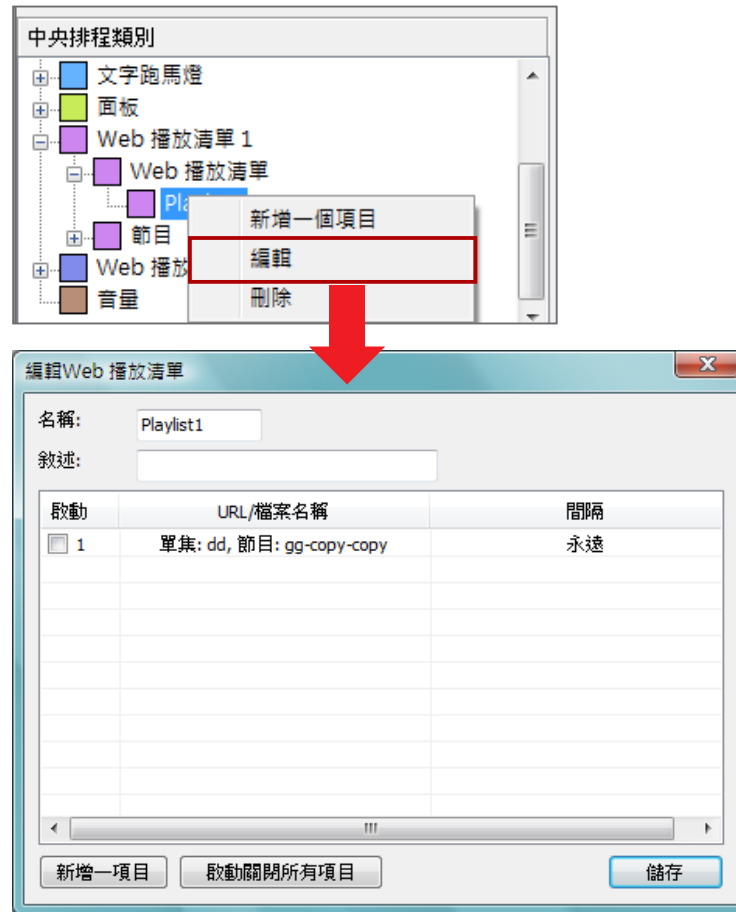 中央排程類別
文字跑馬燈
面板
Web 播放清單 1
Web 播放清單
新增一個項目
節目
編輯
Web 播放
音量
刪除
編輯Web 播放清單
名稱: Playlist1
敘述:
啟動 URL/檔案名稱 間隔
1 單集: dd, 節目: gg-copy-copy 永遠
新增一項目 啟動關閉所有項目 儲存